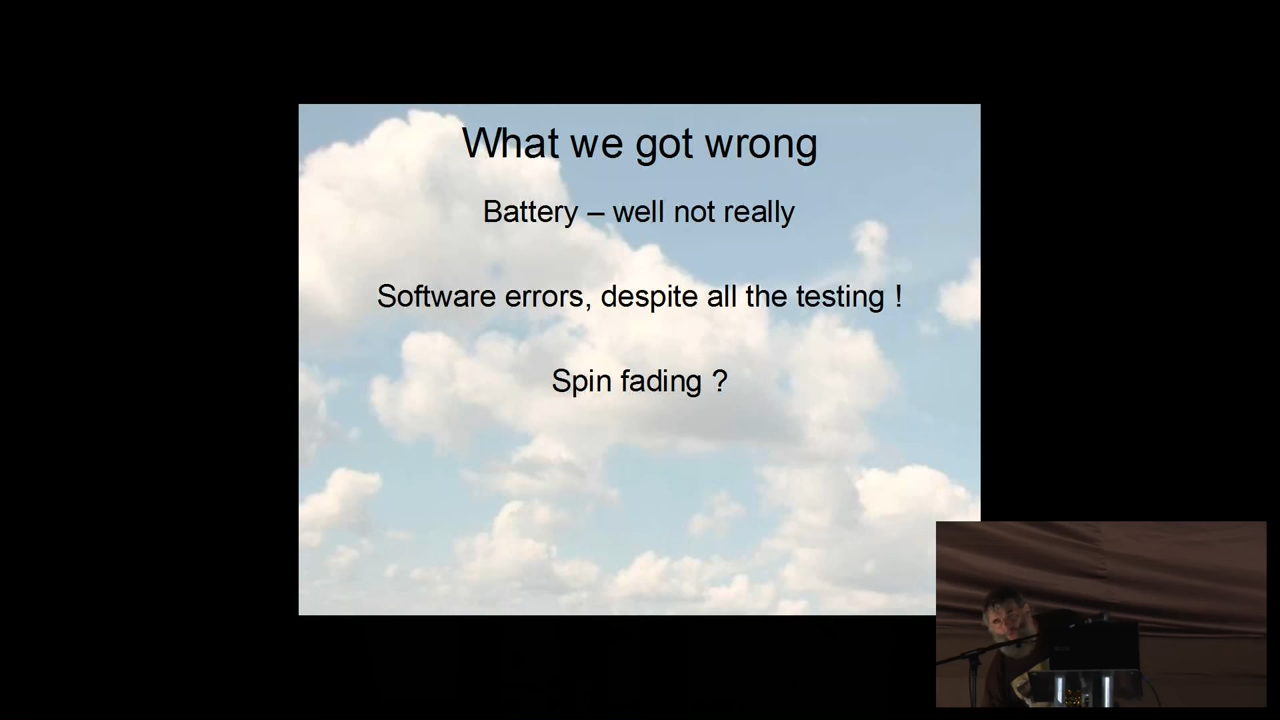 What we got wrong
Battery – well not really
Software errors, despite all the testing !
Spin fading ?